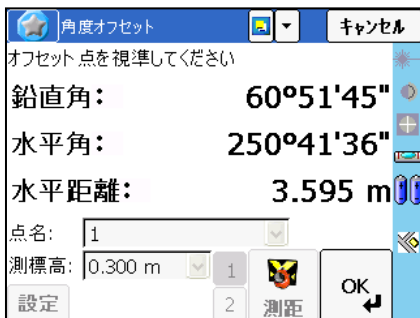 角度オフセット キャンセル
オフセット点を視準してください
鉛直角: 60°51'45"
水平角: 250°41'36"
水平距離: 3.595 m
点名: 1
測標高: 0.300 m 1
設定 2 測距 OK